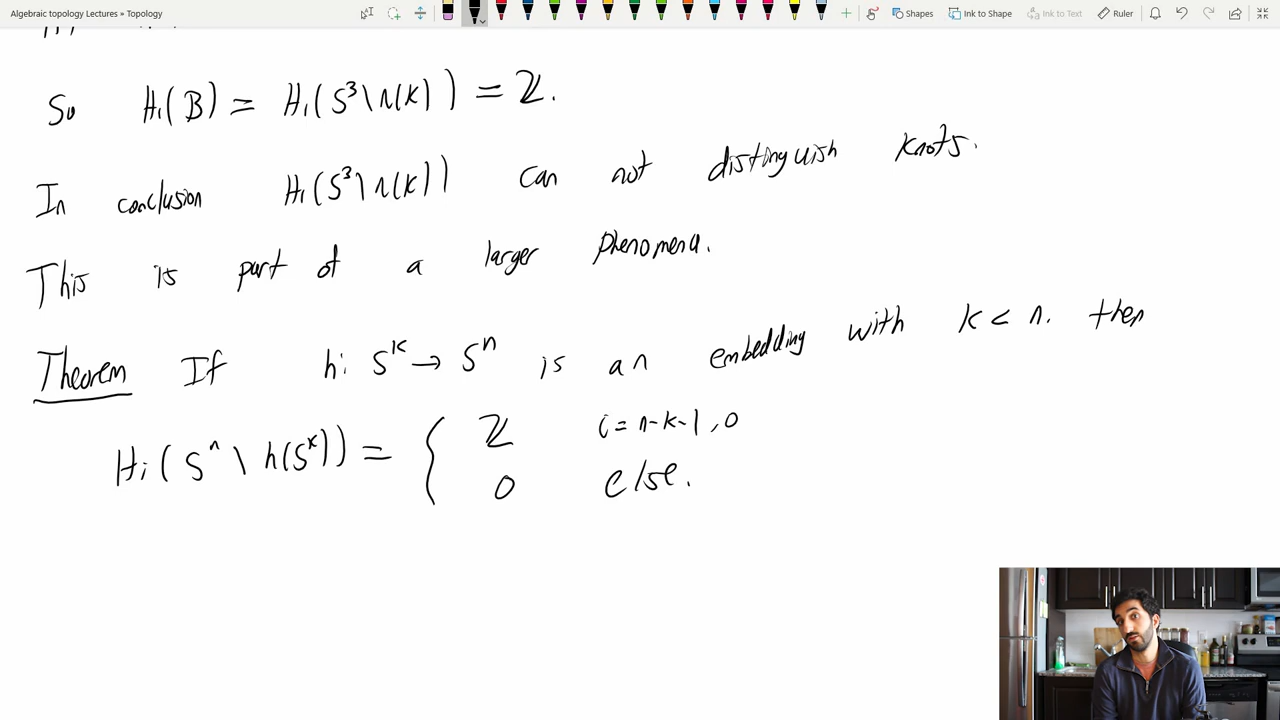 Algebraic topology Lectures » Topology
Shapes Ink to Shape Ink to Text Ruler
So H₁(B) = H₁(S³\n(K)) = ℤ.
In conclusion H₁(S³\n(K)) can not distinguish knots.
This is part of a larger phenomena.
Theorem If h: Sᵏ → Sⁿ is an embedding with k < n. then
Hᵢ(Sⁿ \ h(Sᵏ)) = { ℤ i = n-k-1, 0
0 else.